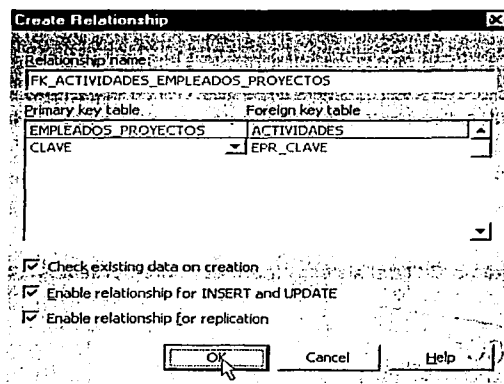 Create Relationship
Relationship name
FK_ACTIVIDADES_EMPLEADOS_PROYECTOS
Primary key table Foreign key table
EMPLEADOS_PROYECTOS ACTIVIDADES
CLAVE EPR_CLAVE
Check existing data on creation
Enable relationship for INSERT and UPDATE
Enable relationship for replication
OK Cancel Help